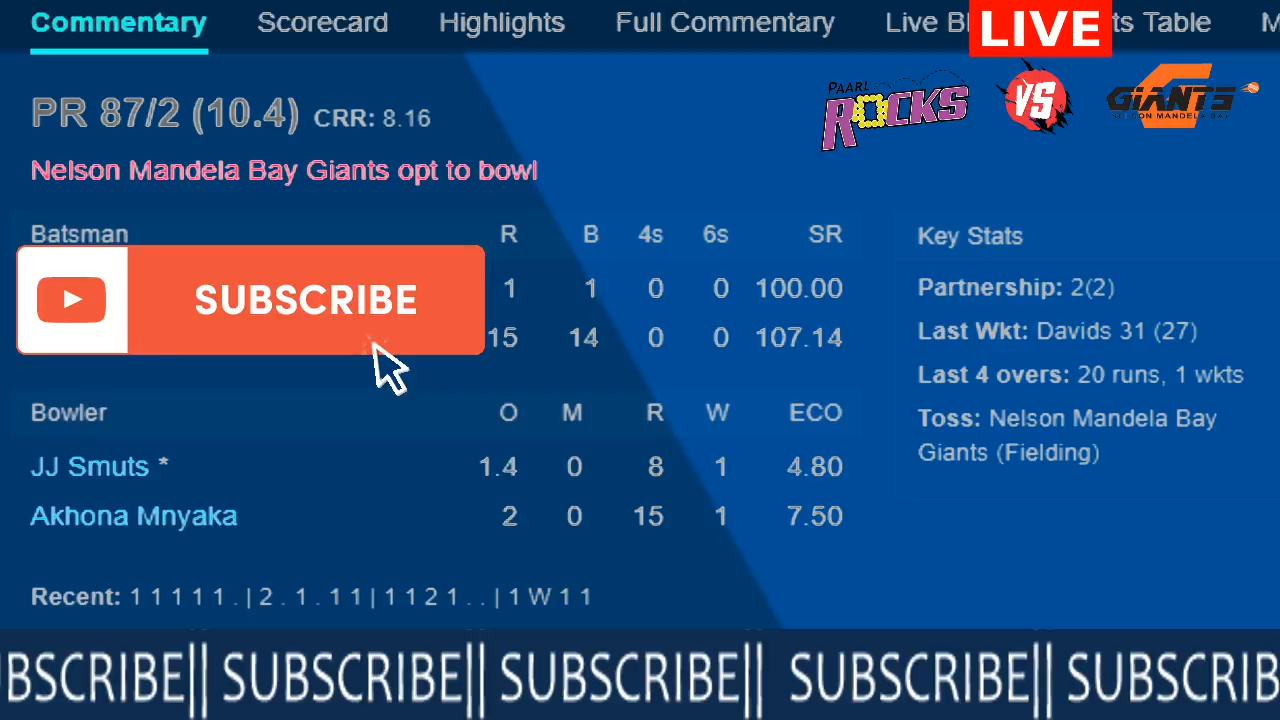 Commentary Scorecard Highlights Full Commentary Live LIVE ts Table
PAARL ROCKS VS GIANTS
NELSON MANDELA BAY
PR 87/2 (10.4) CRR: 8.16
Nelson Mandela Bay Giants opt to bowl
Batsman R B 4s 6s SR
1 1 0 0 100.00
15 14 0 0 107.14
SUBSCRIBE
Key Stats
Partnership: 2(2)
Last Wkt: Davids 31 (27)
Last 4 overs: 20 runs, 1 wkts
Toss: Nelson Mandela Bay
Giants (Fielding)
Bowler O M R W ECO
JJ Smuts * 1.4 0 8 1 4.80
Akhona Mnyaka 2 0 15 1 7.50
Recent: 1 1 1 1 1 . | 2 . 1 . 1 1 | 1 1 2 1 . . | 1 W 1 1
BSCRIBE|| SUBSCRIBE|| SUBSCRIBE|| SUBSCRIBE|| SUBSCRIB